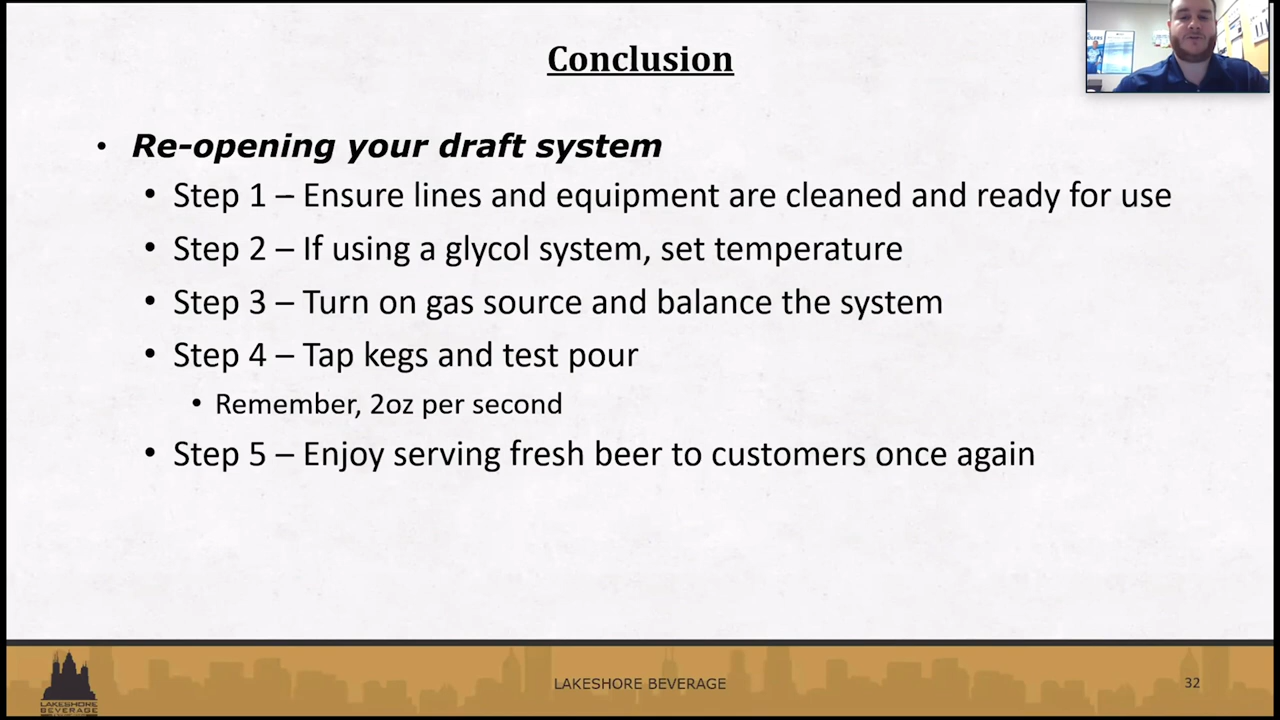 Conclusion
• Re-opening your draft system
• Step 1 – Ensure lines and equipment are cleaned and ready for use
• Step 2 – If using a glycol system, set temperature
• Step 3 – Turn on gas source and balance the system
• Step 4 – Tap kegs and test pour
• Remember, 2oz per second
• Step 5 – Enjoy serving fresh beer to customers once again
LAKESHORE
BEVERAGE
LAKESHORE BEVERAGE
32